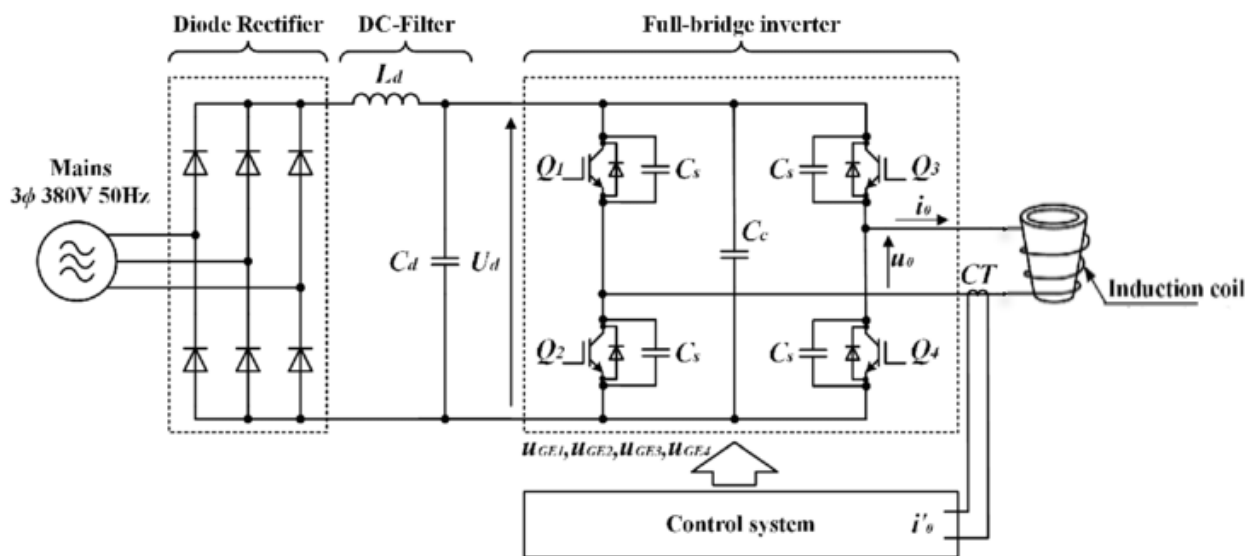 Diode Rectifier
DC-Filter
Full-bridge inverter
Ld
Mains
3ϕ 380V 50Hz
Cd
Ud
Q1
Cs
Cs
Q3
Cc
i0
u0
CT
Induction coil
Q2
Cs
Cs
Q4
uGE1,uGE2,uGE3,uGE4
Control system
i'0